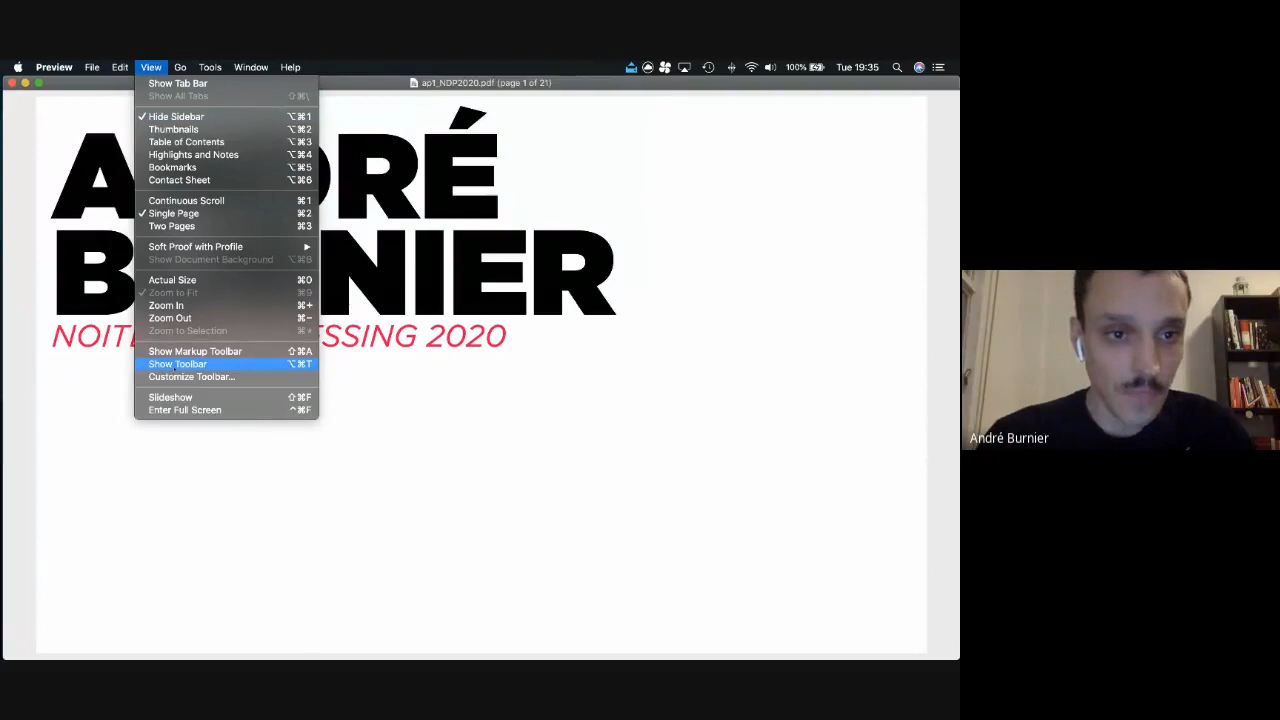 Preview File Edit View Go Tools Window Help 100% Tue 19:35
ap1_NDP2020.pdf (page 1 of 21)
Show Tab Bar
Show All Tabs ⇧⌘\
✓ Hide Sidebar ⌥⌘1
Thumbnails ⌥⌘2
Table of Contents ⌥⌘3
Highlights and Notes ⌥⌘4
Bookmarks ⌥⌘5
Contact Sheet ⌥⌘6
Continuous Scroll ⌘1
✓ Single Page ⌘2
Two Pages ⌘3
Soft Proof with Profile ▶
Show Document Background ⌥⌘B
Actual Size ⌘0
✓ Zoom to Fit ⌘9
Zoom In ⌘+
Zoom Out ⌘−
Zoom to Selection ⌘*
Show Markup Toolbar ⇧⌘A
Show Toolbar ⌥⌘T
Customize Toolbar...
Slideshow ⇧⌘F
Enter Full Screen ^⌘F
A RÉ
B NIER
NOITE SSING 2020
André Burnier